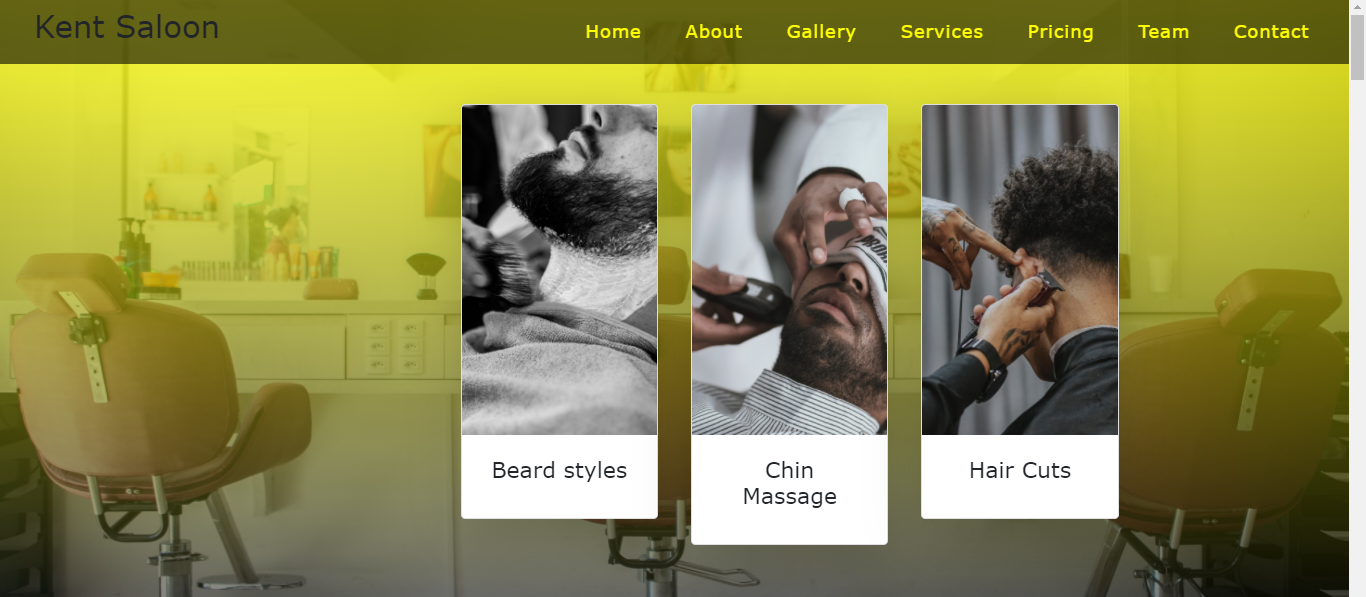 Kent Saloon
Home About Gallery Services Pricing Team Contact
Beard styles
Chin
Massage
Hair Cuts